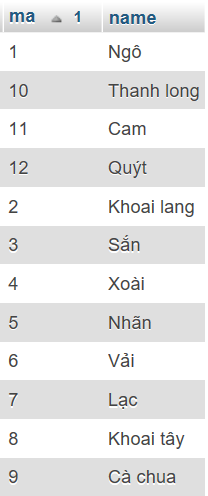 ma 1 name
1 Ngô
10 Thanh long
11 Cam
12 Quýt
2 Khoai lang
3 Sắn
4 Xoài
5 Nhãn
6 Vải
7 Lạc
8 Khoai tây
9 Cà chua